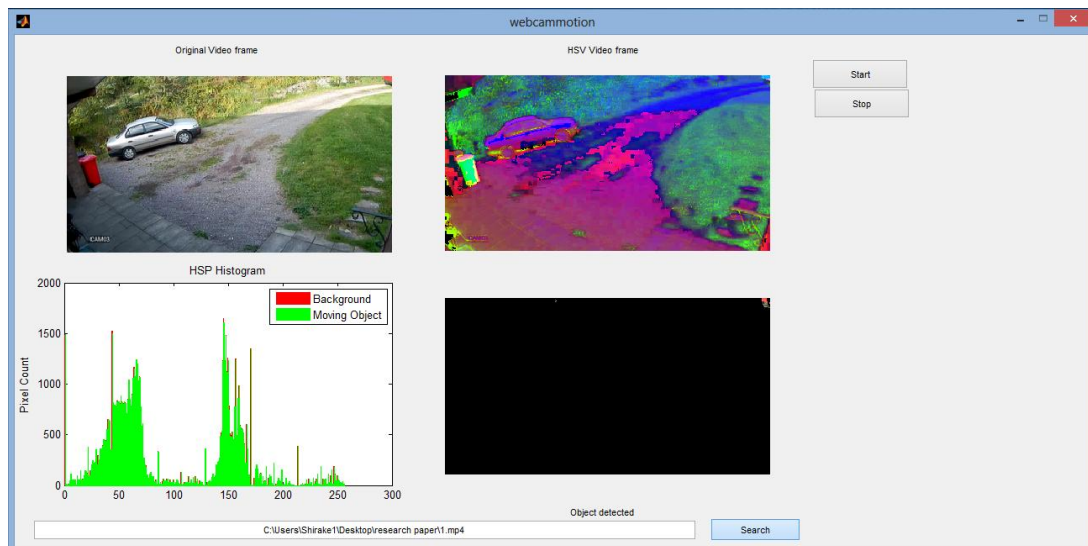 webcammotion
Original Video frame
HSV Video frame
Start
Stop
CAM03
CAM03
HSP Histogram
Background
Moving Object
Pixel Count
2000
1500
1000
500
0
0
50
100
150
200
250
300
Object detected
C:\Users\Shirake1\Desktop\research paper\1.mp4
Search